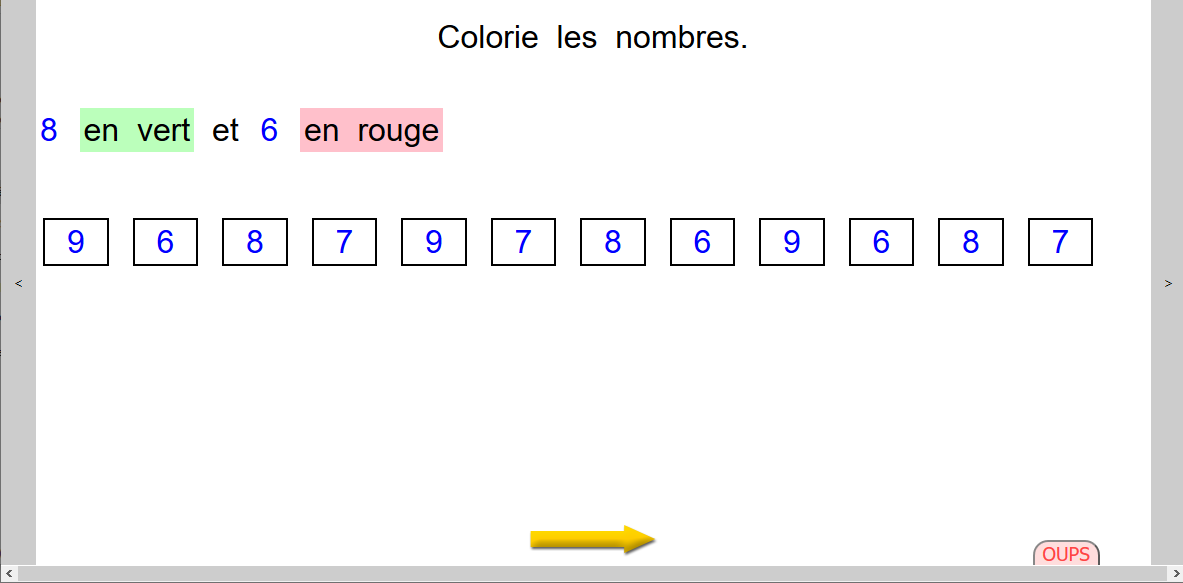 Colorie les nombres.
8 en vert et 6 en rouge
9 6 8 7 9 7 8 6 9 6 8 7
< >
OUPS